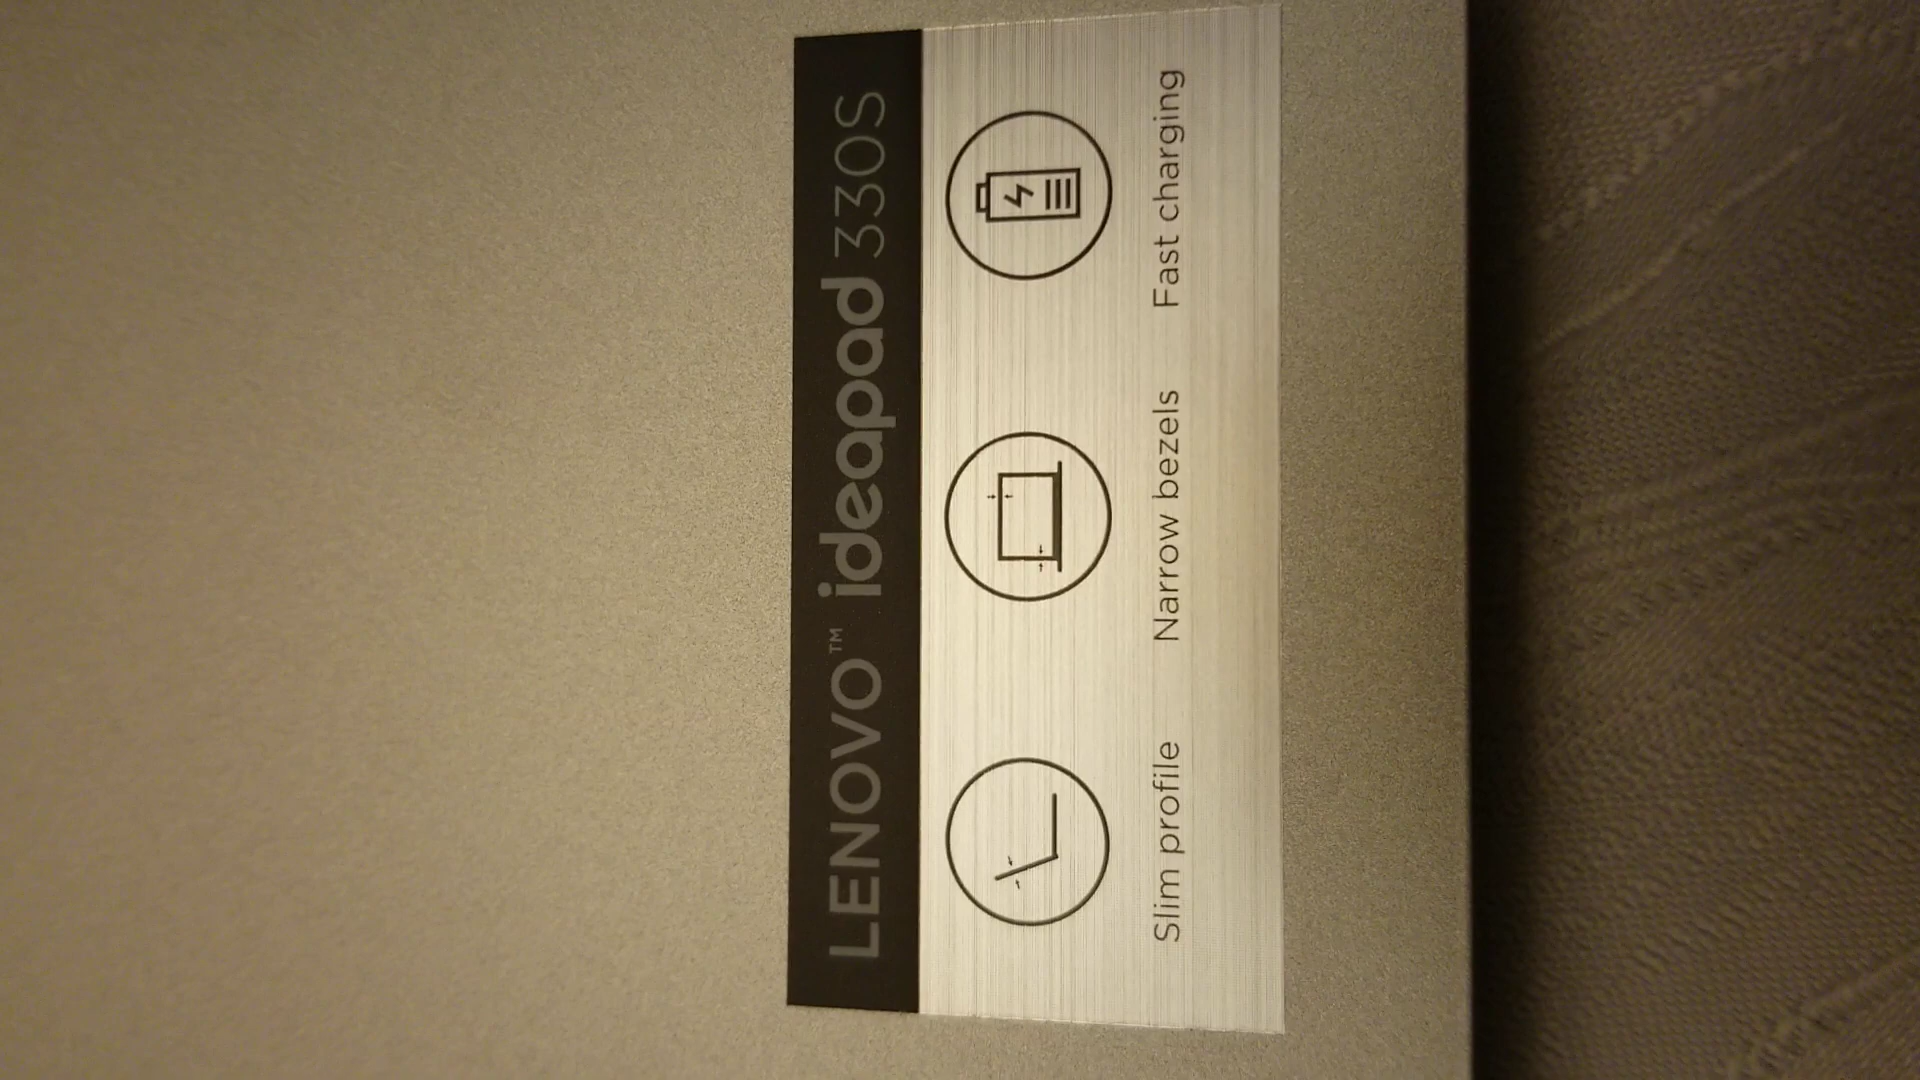 LENOVO™ ideapad 330S
Slim profile
Narrow bezels
Fast charging